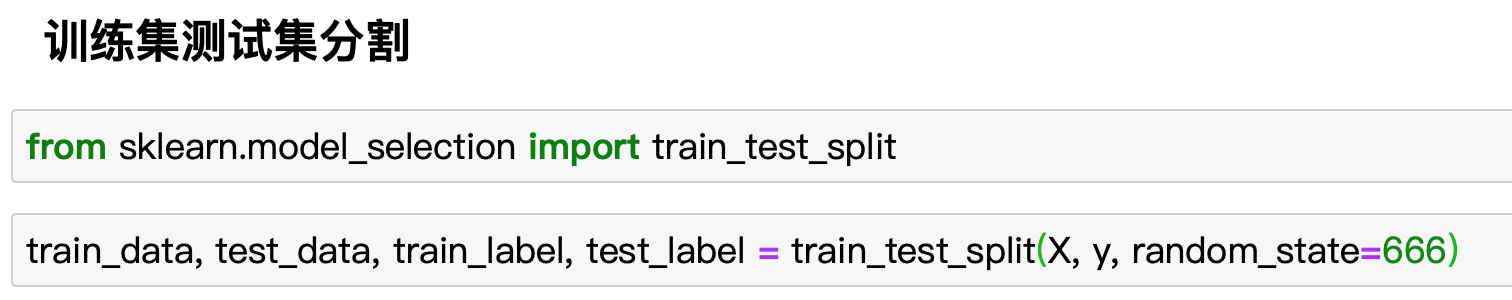 训练集测试集分割
from sklearn.model_selection import train_test_split
train_data, test_data, train_label, test_label = train_test_split(X, y, random_state=666)